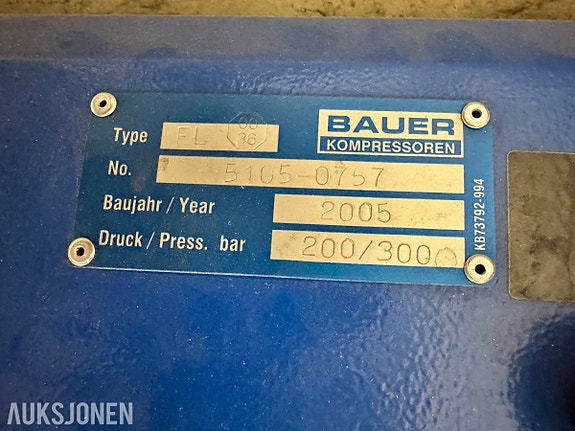 Type FL
BAUER
KOMPRESSOREN
No. 5105-0757
Baujahr/Year 2005
Druck/Press. bar 200/300
KB73792-994
AUKSJONEN